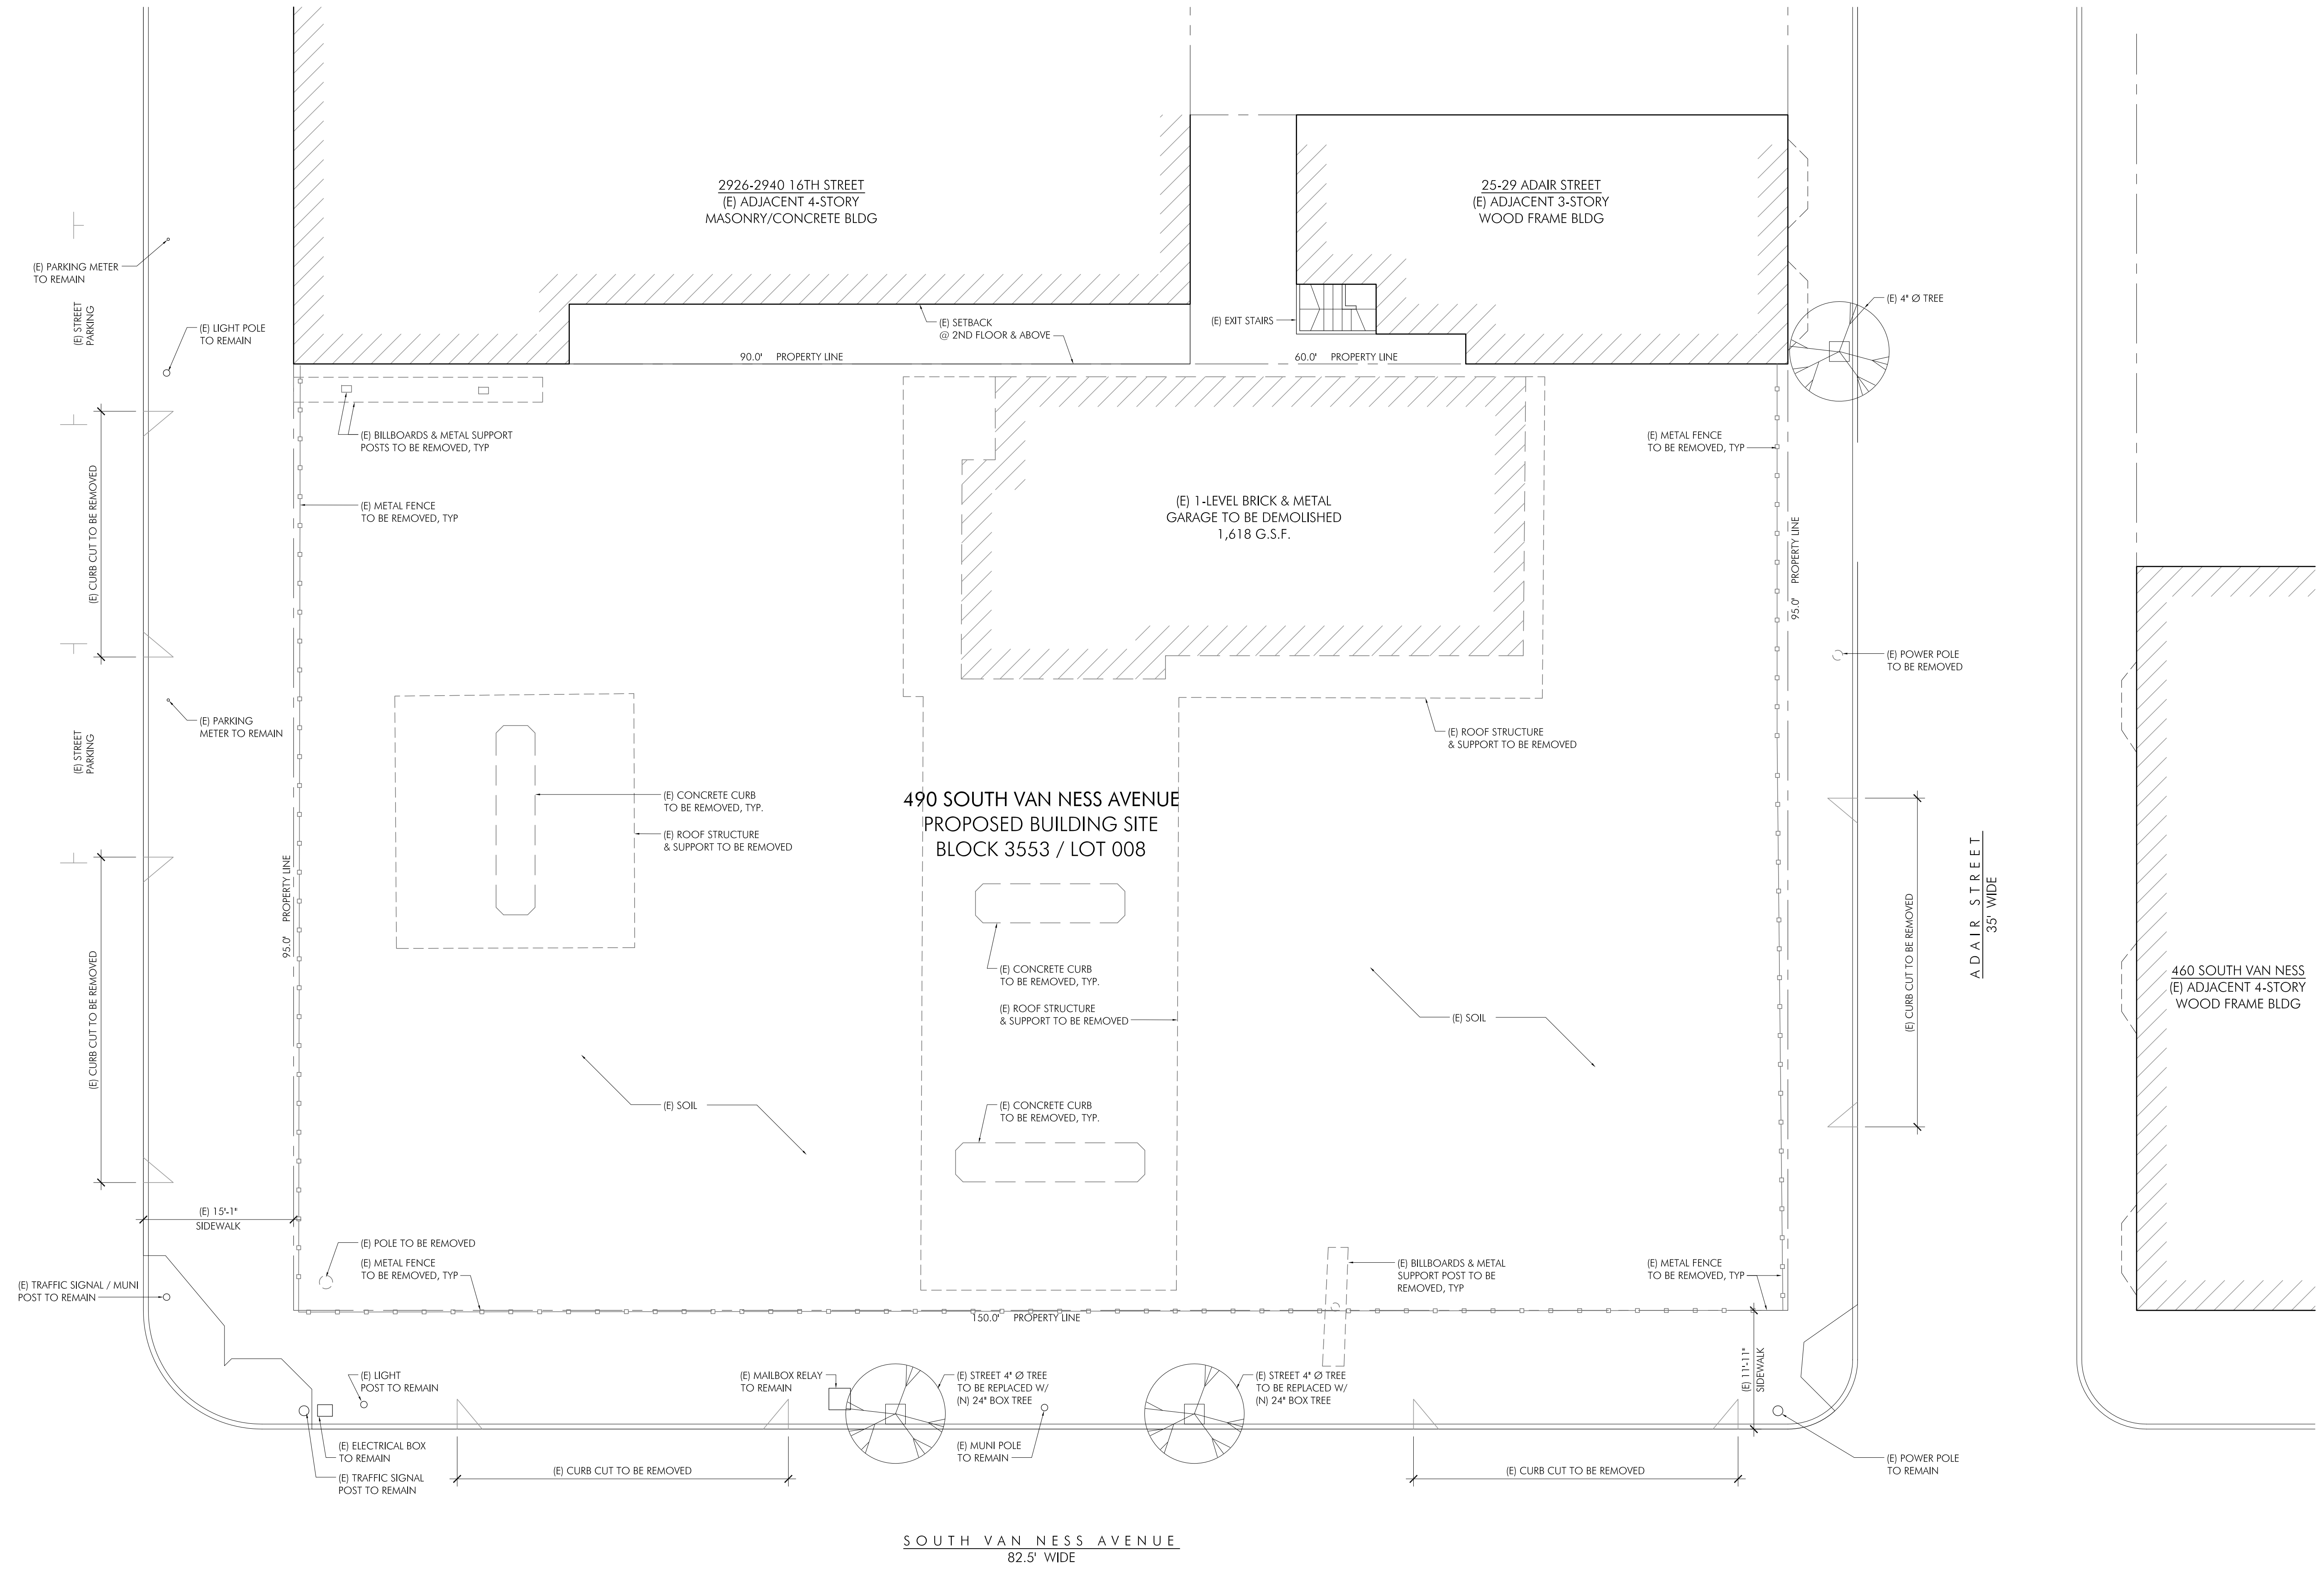 2926-2940 16TH STREET
(E) ADJACENT 4-STORY
MASONRY/CONCRETE BLDG
25-29 ADAIR STREET
(E) ADJACENT 3-STORY
WOOD FRAME BLDG
(E) PARKING METER
TO REMAIN
(E) STREET
PARKING
(E) LIGHT POLE
TO REMAIN
(E) SETBACK
@ 2ND FLOOR & ABOVE
(E) EXIT STAIRS
(E) 4" Ø TREE
90.0' PROPERTY LINE
60.0' PROPERTY LINE
(E) BILLBOARDS & METAL SUPPORT
POSTS TO BE REMOVED, TYP
(E) METAL FENCE
TO BE REMOVED, TYP
(E) CURB CUT TO BE REMOVED
(E) METAL FENCE
TO BE REMOVED, TYP
(E) 1-LEVEL BRICK & METAL
GARAGE TO BE DEMOLISHED
1,618 G.S.F.
95.0' PROPERTY LINE
(E) POWER POLE
TO BE REMOVED
(E) PARKING
METER TO REMAIN
(E) STREET
PARKING
(E) ROOF STRUCTURE
& SUPPORT TO BE REMOVED
(E) CONCRETE CURB
TO BE REMOVED, TYP.
(E) ROOF STRUCTURE
& SUPPORT TO BE REMOVED
490 SOUTH VAN NESS AVENUE
PROPOSED BUILDING SITE
BLOCK 3553 / LOT 008
95.0' PROPERTY LINE
(E) CURB CUT TO BE REMOVED
(E) CONCRETE CURB
TO BE REMOVED, TYP.
(E) ROOF STRUCTURE
& SUPPORT TO BE REMOVED
(E) SOIL
(E) CURB CUT TO BE REMOVED
ADAIR STREET
35' WIDE
460 SOUTH VAN NESS
(E) ADJACENT 4-STORY
WOOD FRAME BLDG
(E) SOIL
(E) CONCRETE CURB
TO BE REMOVED, TYP.
(E) 15'-1"
SIDEWALK
(E) POLE TO BE REMOVED
(E) METAL FENCE
TO BE REMOVED, TYP
(E) TRAFFIC SIGNAL / MUNI
POST TO REMAIN
(E) BILLBOARDS & METAL
SUPPORT POST TO BE
REMOVED, TYP
(E) METAL FENCE
TO BE REMOVED, TYP
150.0' PROPERTY LINE
(E) LIGHT
POST TO REMAIN
(E) MAILBOX RELAY
TO REMAIN
(E) STREET 4" Ø TREE
TO BE REPLACED W/
(N) 24" BOX TREE
(E) STREET 4" Ø TREE
TO BE REPLACED W/
(N) 24" BOX TREE
(E) 11'-11"
SIDEWALK
(E) ELECTRICAL BOX
TO REMAIN
(E) TRAFFIC SIGNAL
POST TO REMAIN
(E) CURB CUT TO BE REMOVED
(E) MUNI POLE
TO REMAIN
(E) CURB CUT TO BE REMOVED
(E) POWER POLE
TO REMAIN
SOUTH VAN NESS AVENUE
82.5' WIDE